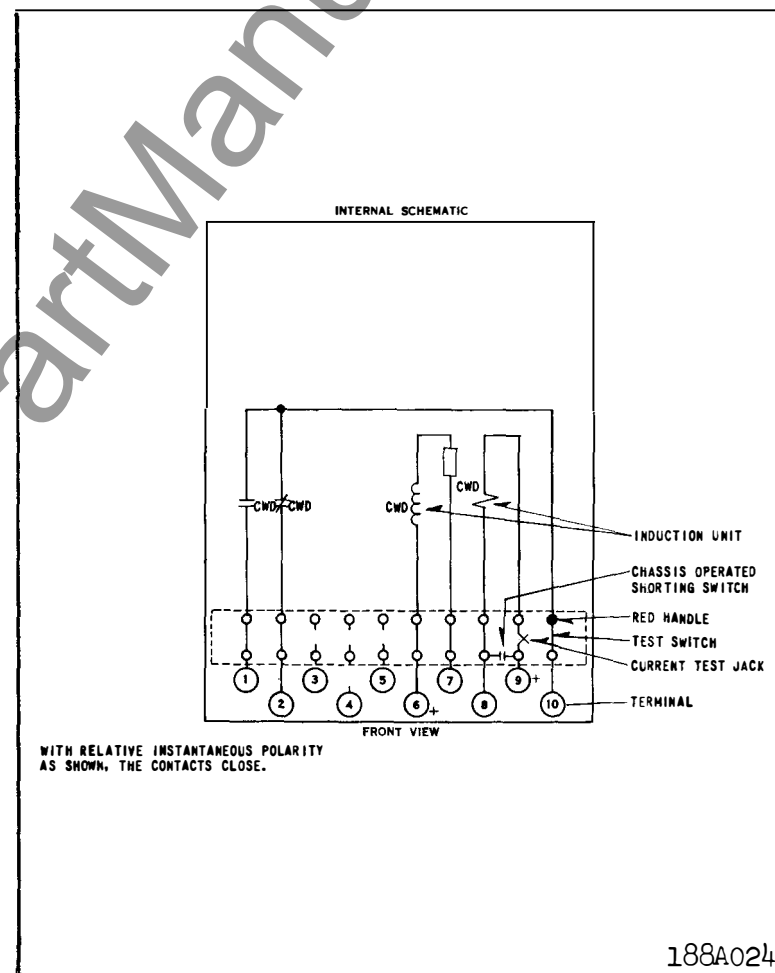 artManu
INTERNAL SCHEMATIC
CWD CWD CWD CWD
INDUCTION UNIT
CHASSIS OPERATED
SHORTING SWITCH
RED HANDLE
TEST SWITCH
CURRENT TEST JACK
1 3 5 7 9 +
2 4 6 + 8 10 TERMINAL
FRONT VIEW
WITH RELATIVE INSTANTANEOUS POLARITY
AS SHOWN, THE CONTACTS CLOSE.
188A024